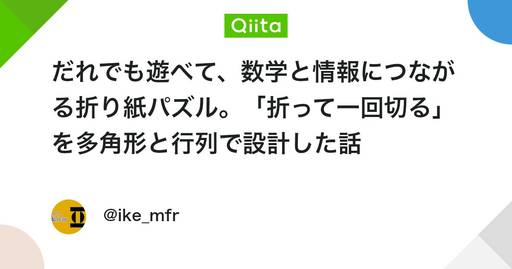 Qiita
だれでも遊べて、数学と情報につなが
る折り紙パズル。「折って一回切る」
を多角形と行列で設計した話
@ike_mfr